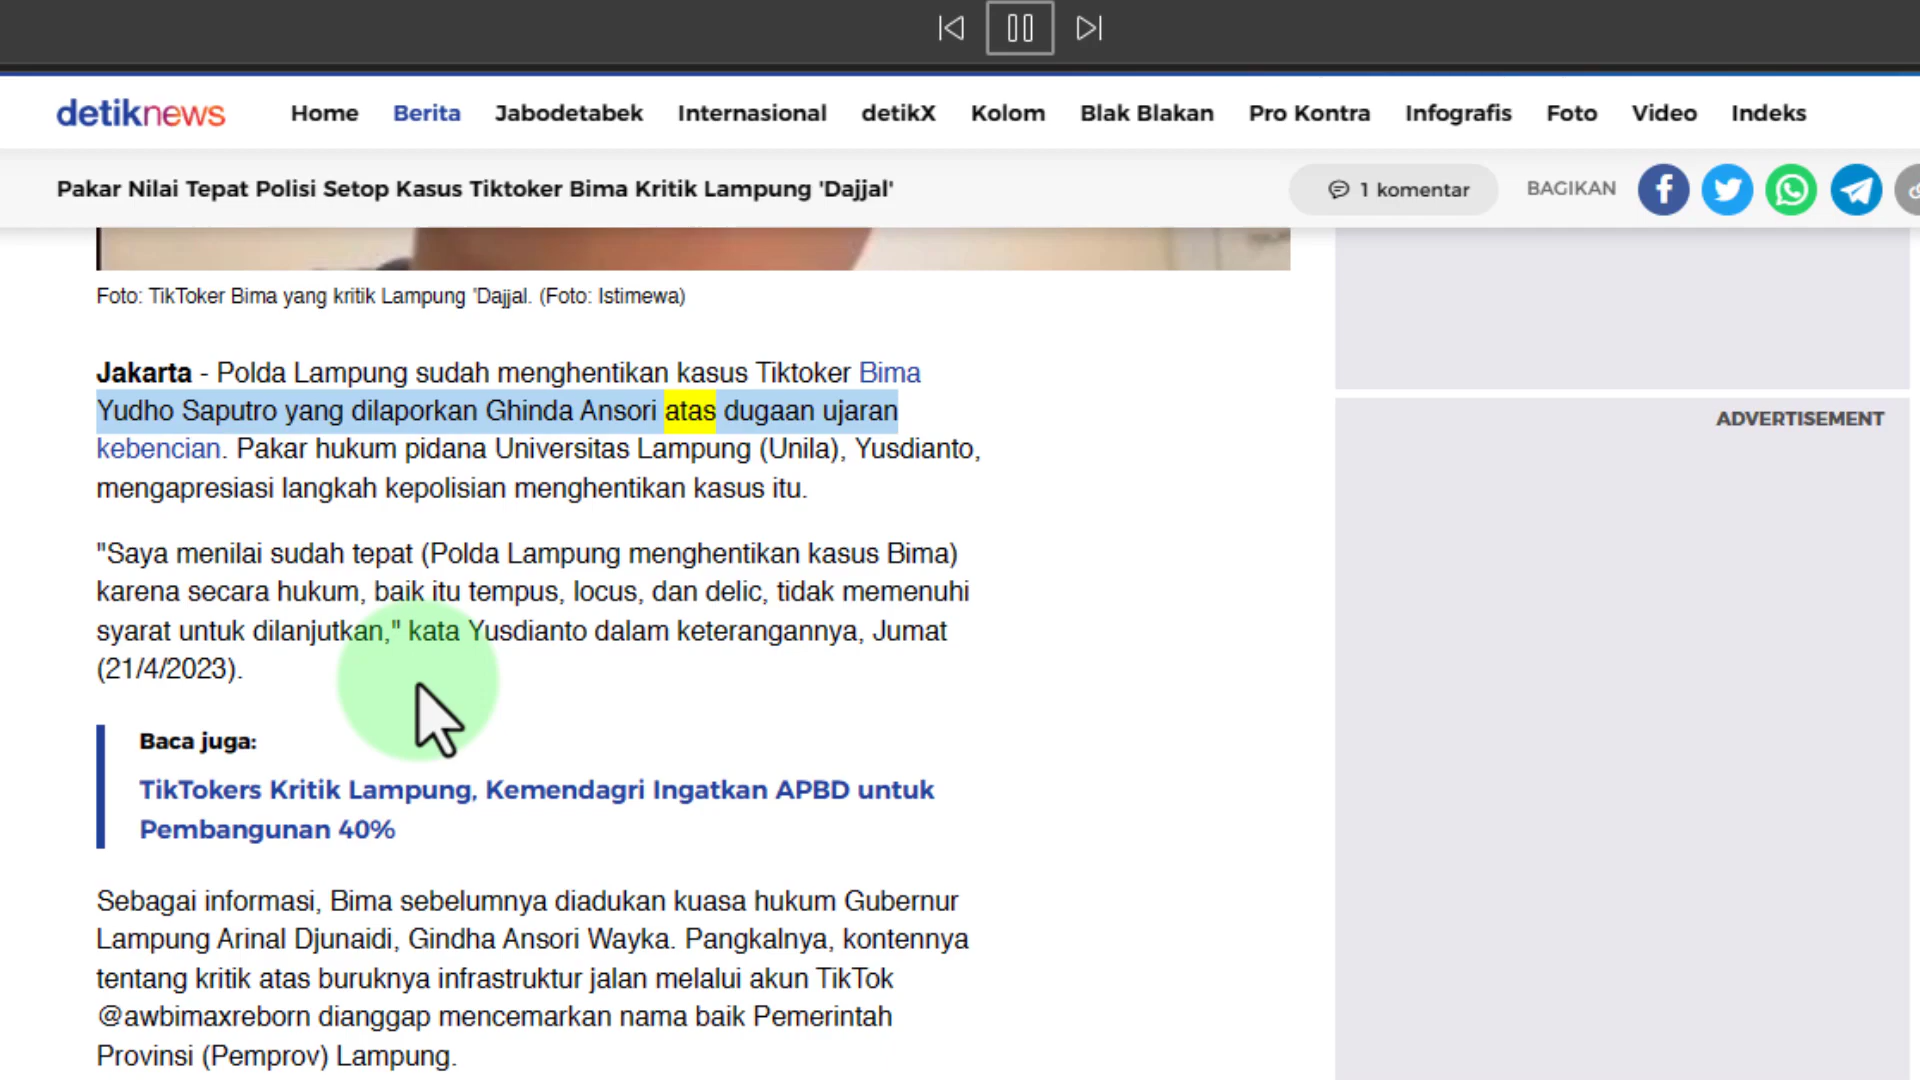 detiknews Home Berita Jabodetabek Internasional detikX Kolom Blak Blakan Pro Kontra Infografis Foto Video Indeks
Pakar Nilai Tepat Polisi Setop Kasus Tiktoker Bima Kritik Lampung 'Dajjal' 1 komentar BAGIKAN
Foto: TikToker Bima yang kritik Lampung 'Dajjal. (Foto: Istimewa)
Jakarta - Polda Lampung sudah menghentikan kasus Tiktoker Bima
Yudho Saputro yang dilaporkan Ghinda Ansori atas dugaan ujaran
kebencian. Pakar hukum pidana Universitas Lampung (Unila), Yusdianto,
mengapresiasi langkah kepolisian menghentikan kasus itu.
"Saya menilai sudah tepat (Polda Lampung menghentikan kasus Bima)
karena secara hukum, baik itu tempus, locus, dan delic, tidak memenuhi
syarat untuk dilanjutkan," kata Yusdianto dalam keterangannya, Jumat
(21/4/2023).
Baca juga:
TikTokers Kritik Lampung, Kemendagri Ingatkan APBD untuk
Pembangunan 40%
Sebagai informasi, Bima sebelumnya diadukan kuasa hukum Gubernur
Lampung Arinal Djunaidi, Gindha Ansori Wayka. Pangkalnya, kontennya
tentang kritik atas buruknya infrastruktur jalan melalui akun TikTok
@awbimaxreborn dianggap mencemarkan nama baik Pemerintah
Provinsi (Pemprov) Lampung.
ADVERTISEMENT